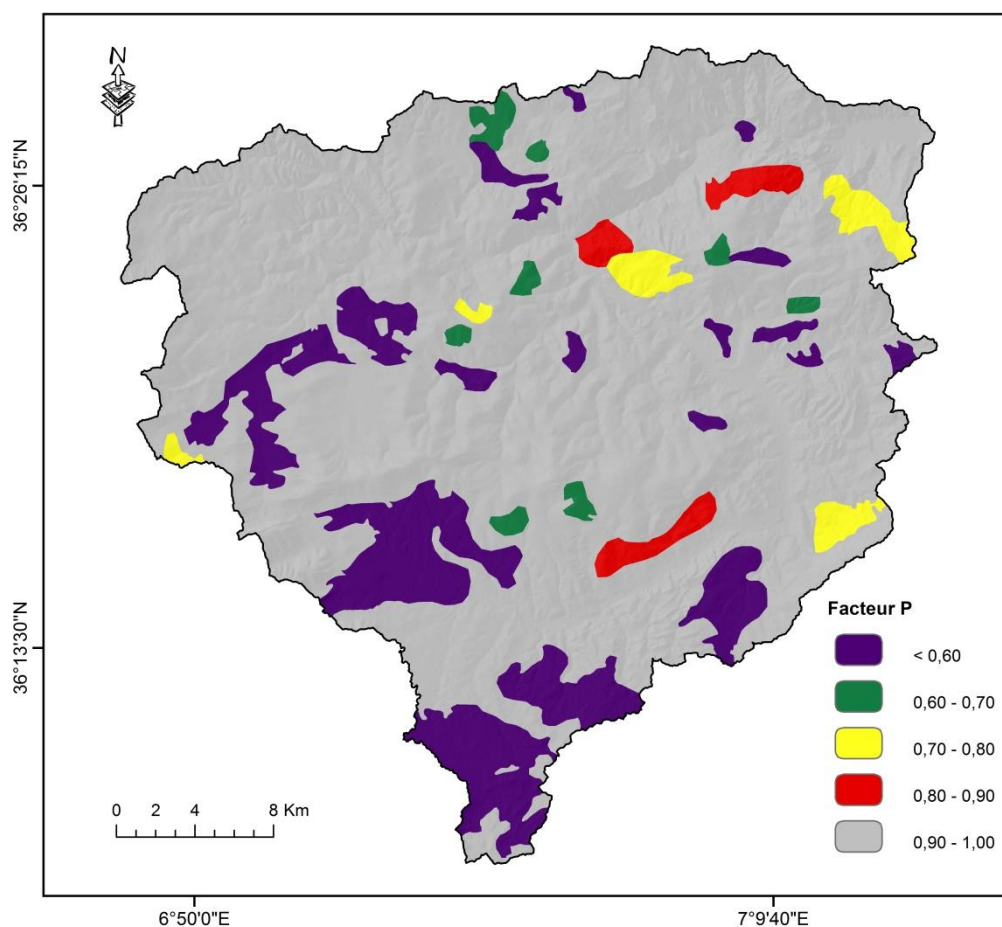 N
36°26'15"N
36°13'30"N
Facteur P
< 0,60
0,60 - 0,70
0,70 - 0,80
0,80 - 0,90
0,90 - 1,00
0 2 4 8 Km
6°50'0"E
7°9'40"E